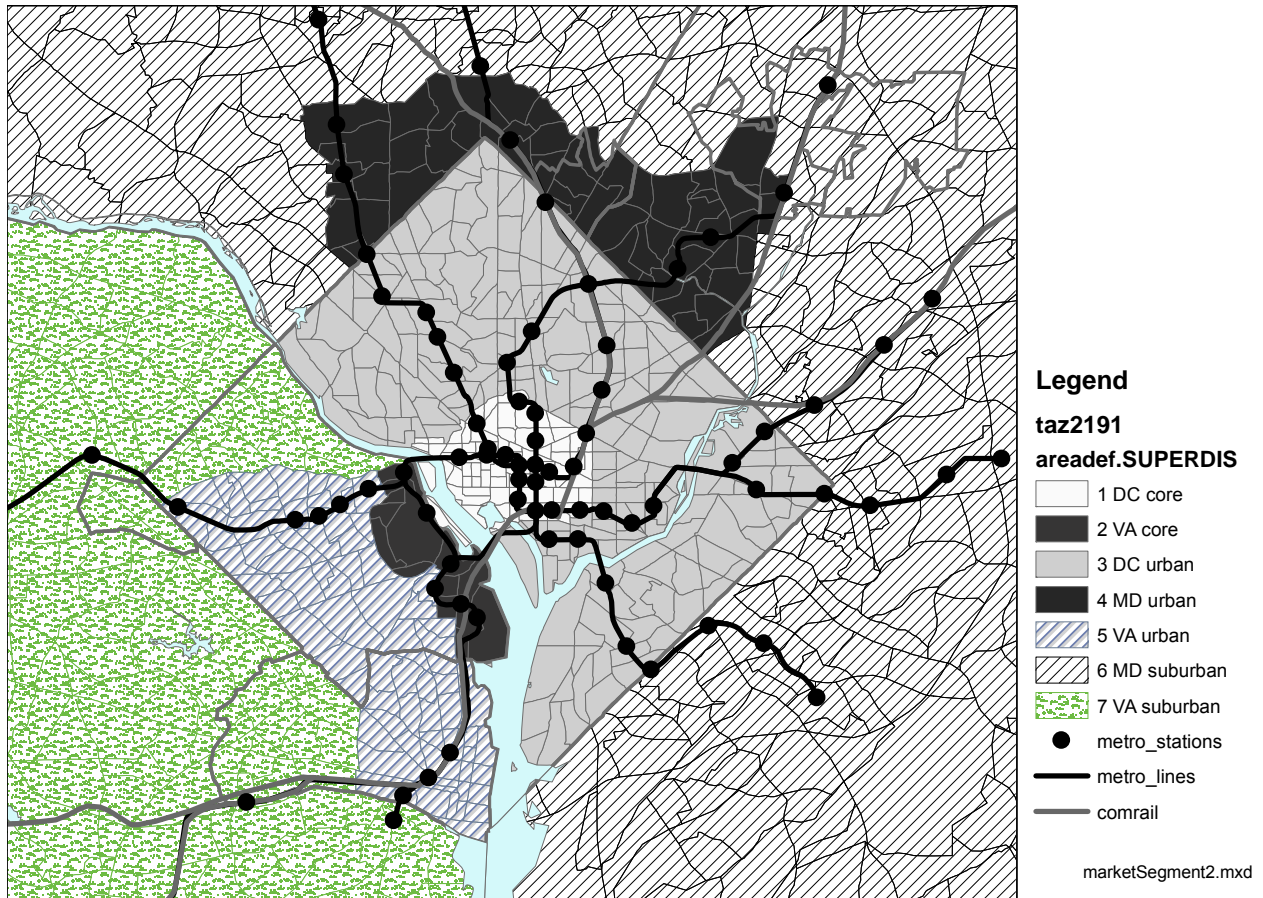 Legend
taz2191
areadef.SUPERDIS
1 DC core
2 VA core
3 DC urban
4 MD urban
5 VA urban
6 MD suburban
7 VA suburban
metro_stations
metro_lines
comrail
marketSegment2.mxd